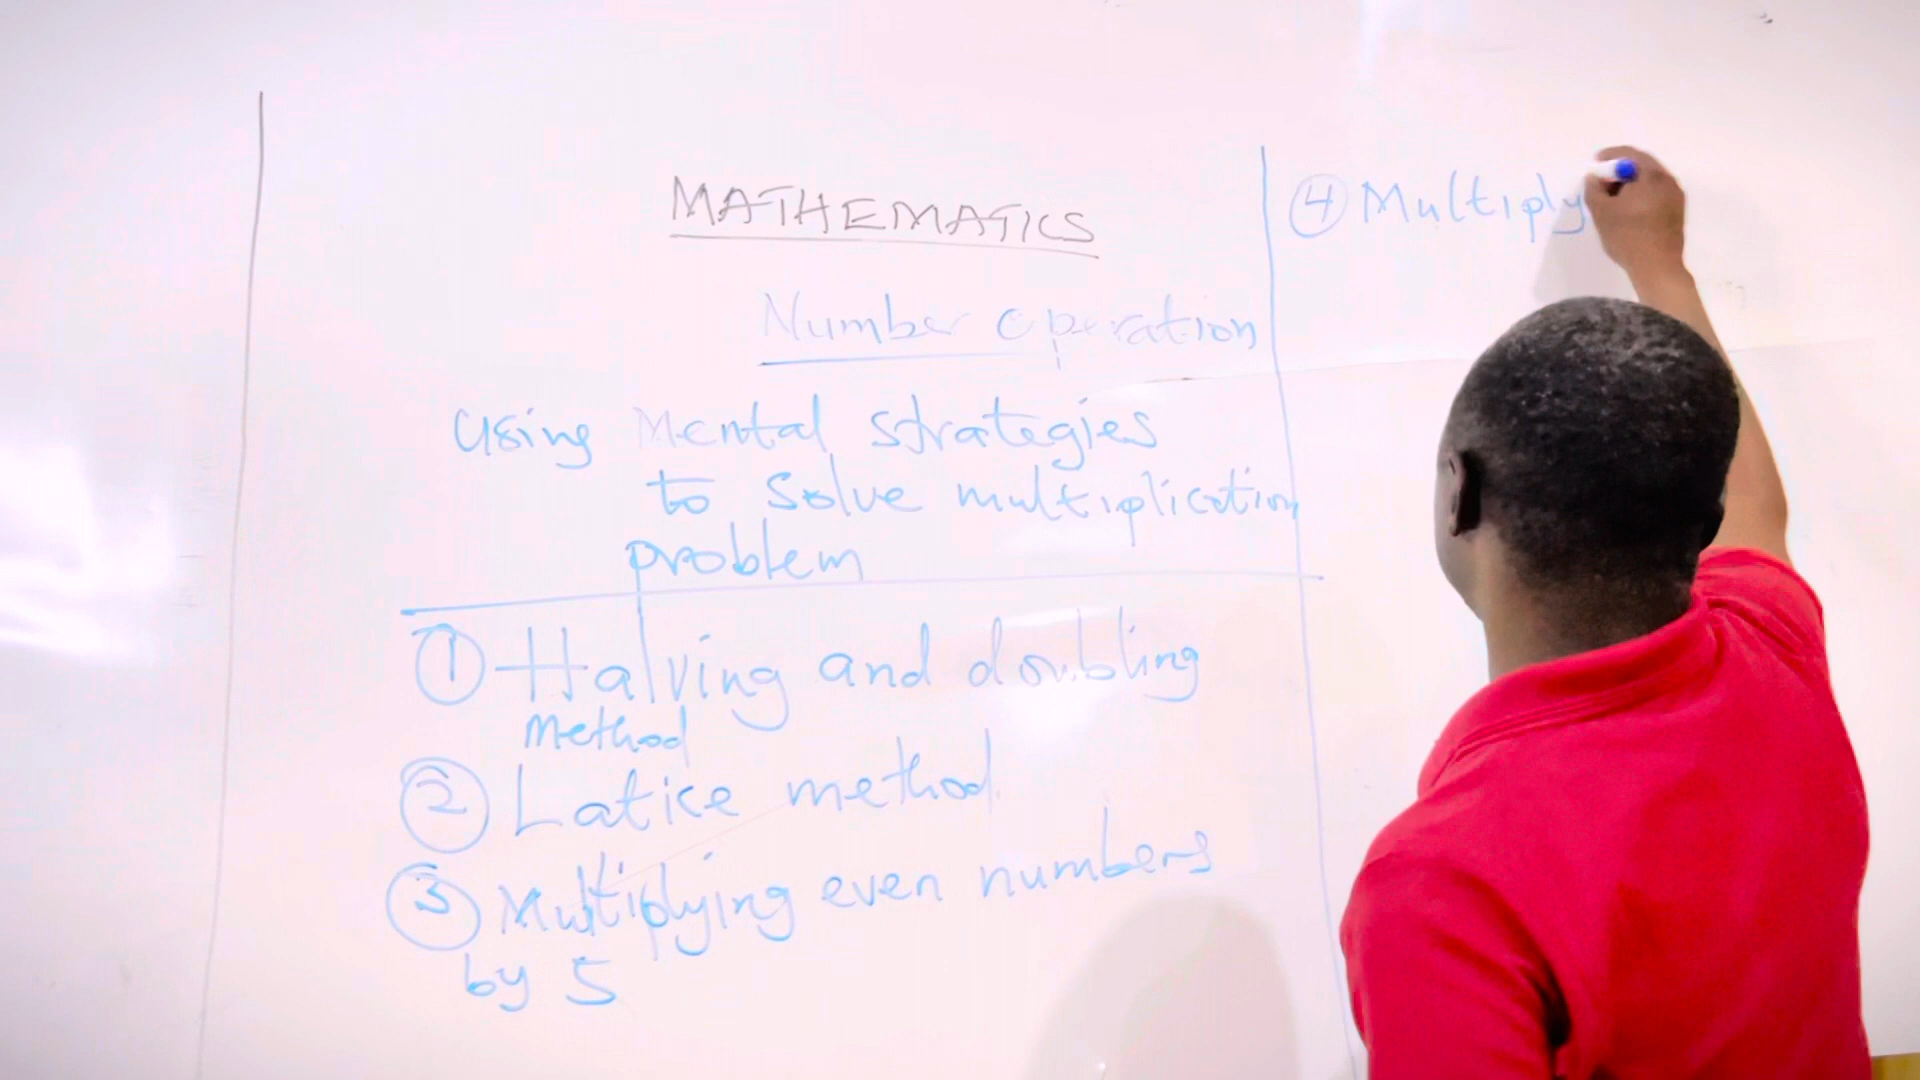 MATHEMATICS
Number operation
Using Mental strategies
to solve multiplication
problem
1 Halving and doubling
Method
2 Latice method
3 Multiplying even numbers
by 5
4 Multiply